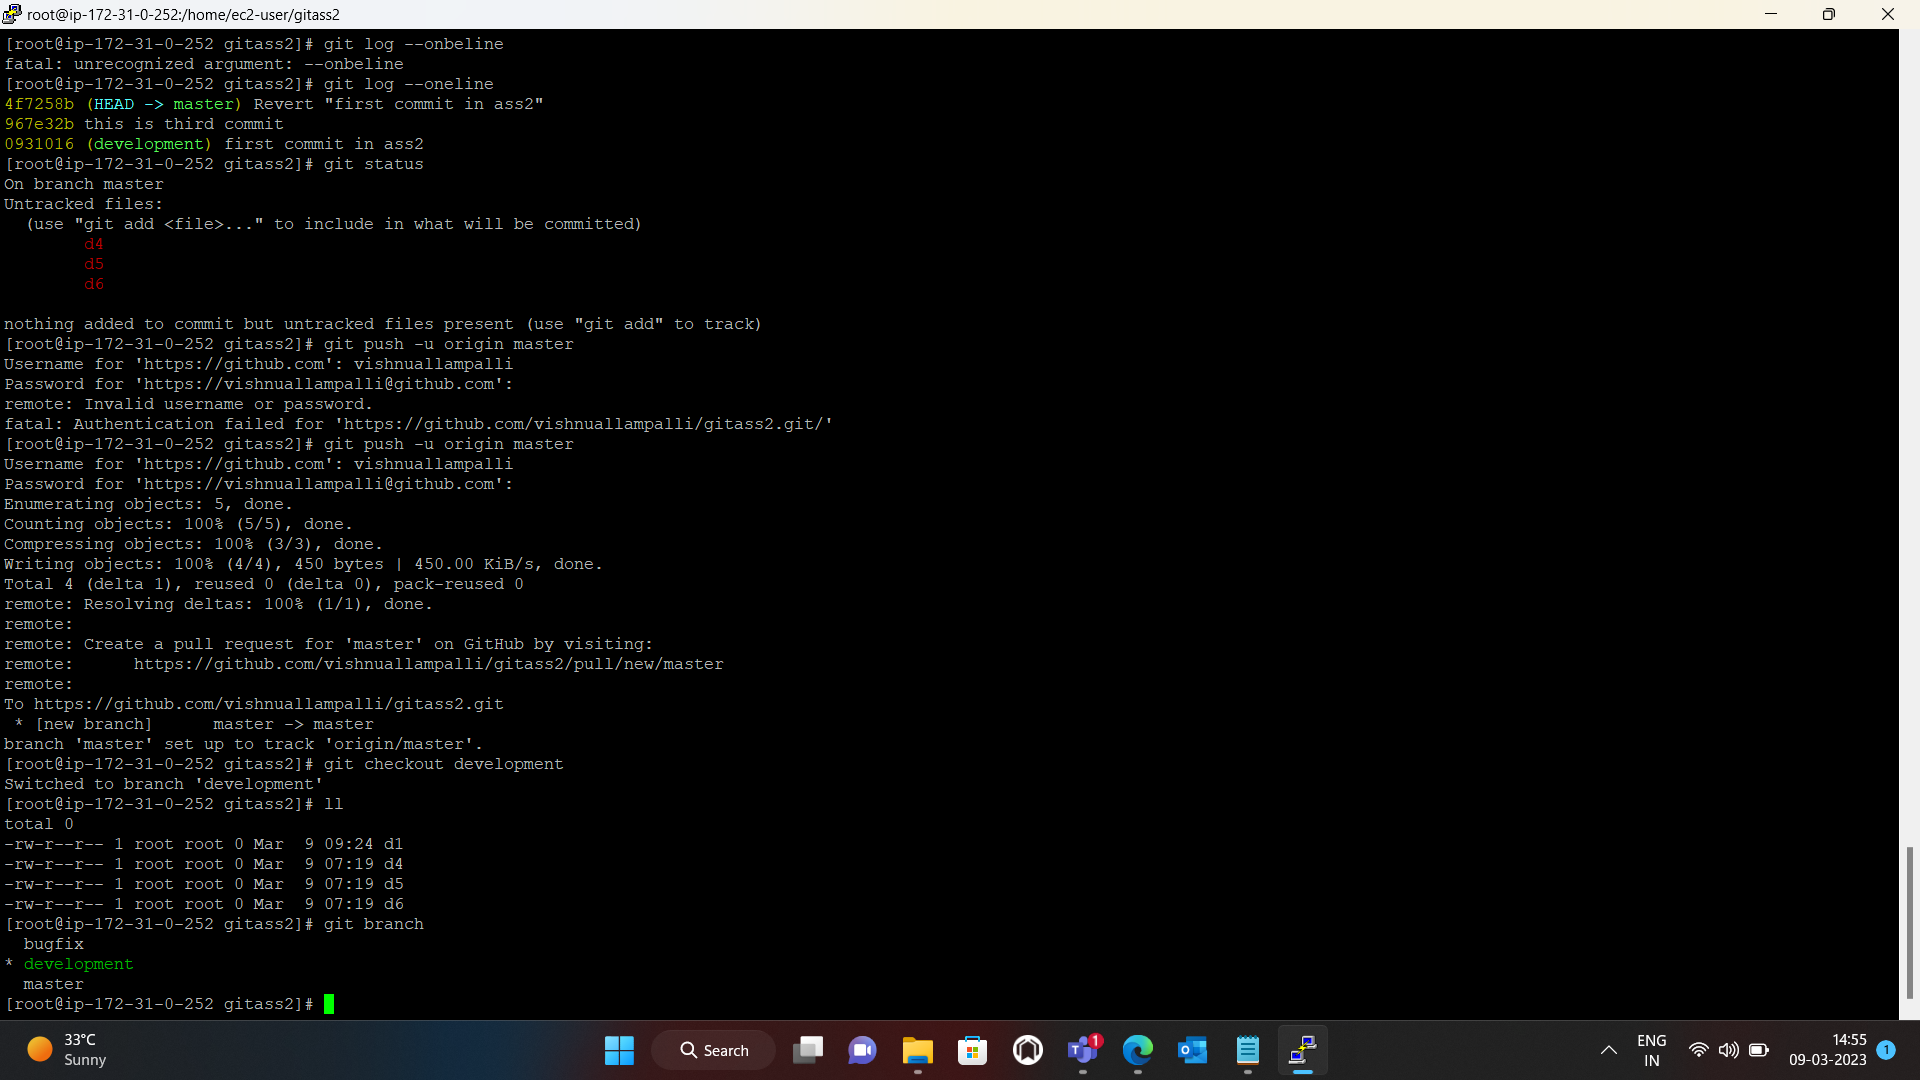 root@ip-172-31-0-252:/home/ec2-user/gitass2
[root@ip-172-31-0-252 gitass2]# git log --onbeline
fatal: unrecognized argument: --onbeline
[root@ip-172-31-0-252 gitass2]# git log --oneline
4f7258b (HEAD -> master) Revert "first commit in ass2"
967e32b this is third commit
0931016 (development) first commit in ass2
[root@ip-172-31-0-252 gitass2]# git status
On branch master
Untracked files:
  (use "git add <file>..." to include in what will be committed)
        d4
        d5
        d6
nothing added to commit but untracked files present (use "git add" to track)
[root@ip-172-31-0-252 gitass2]# git push -u origin master
Username for 'https://github.com': vishnuallampalli
Password for 'https://vishnuallampalli@github.com':
remote: Invalid username or password.
fatal: Authentication failed for 'https://github.com/vishnuallampalli/gitass2.git/'
[root@ip-172-31-0-252 gitass2]# git push -u origin master
Username for 'https://github.com': vishnuallampalli
Password for 'https://vishnuallampalli@github.com':
Enumerating objects: 5, done.
Counting objects: 100% (5/5), done.
Compressing objects: 100% (3/3), done.
Writing objects: 100% (4/4), 450 bytes | 450.00 KiB/s, done.
Total 4 (delta 1), reused 0 (delta 0), pack-reused 0
remote: Resolving deltas: 100% (1/1), done.
remote:
remote: Create a pull request for 'master' on GitHub by visiting:
remote:      https://github.com/vishnuallampalli/gitass2/pull/new/master
remote:
To https://github.com/vishnuallampalli/gitass2.git
 * [new branch]      master -> master
branch 'master' set up to track 'origin/master'.
[root@ip-172-31-0-252 gitass2]# git checkout development
Switched to branch 'development'
[root@ip-172-31-0-252 gitass2]# ll
total 0
-rw-r--r-- 1 root root 0 Mar  9 09:24 d1
-rw-r--r-- 1 root root 0 Mar  9 07:19 d4
-rw-r--r-- 1 root root 0 Mar  9 07:19 d5
-rw-r--r-- 1 root root 0 Mar  9 07:19 d6
[root@ip-172-31-0-252 gitass2]# git branch
  bugfix
* development
  master
[root@ip-172-31-0-252 gitass2]#
33°C
Sunny
Search
1
ENG
IN
14:55
09-03-2023
1